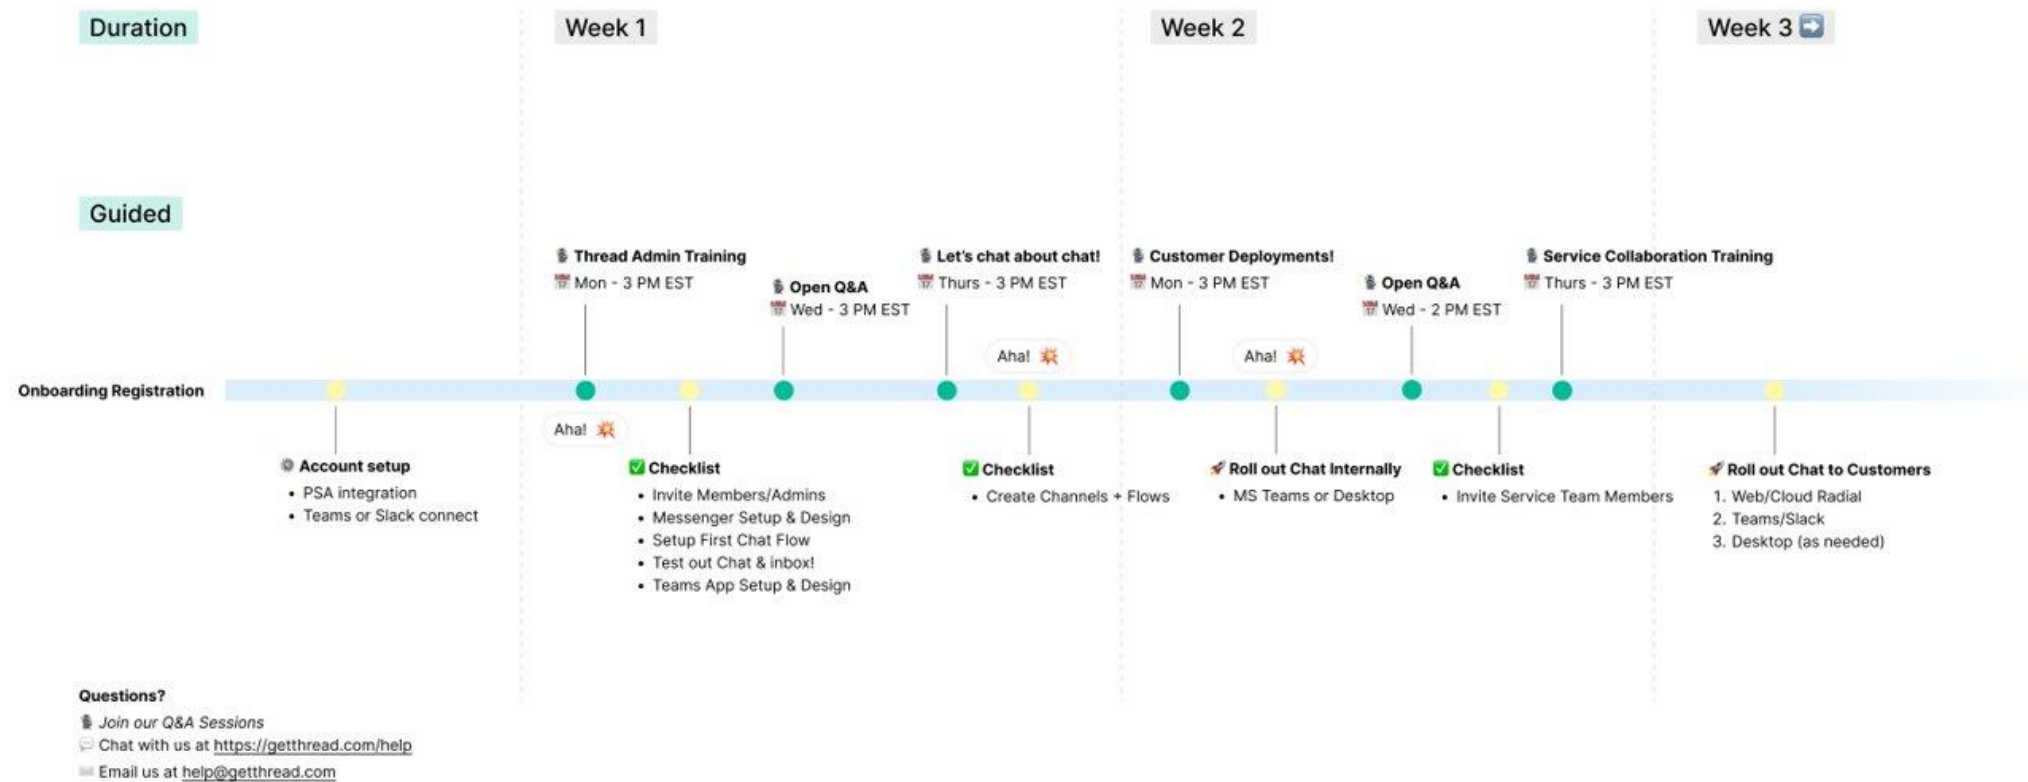 Duration
Week 1
Week 2
Week 3
Guided
Thread Admin Training
Mon - 3 PM EST
Open Q&A
Wed - 3 PM EST
Let's chat about chat!
Thurs - 3 PM EST
Customer Deployments!
Mon - 3 PM EST
Open Q&A
Wed - 2 PM EST
Service Collaboration Training
Thurs - 3 PM EST
Aha!
Aha!
Onboarding Registration
Aha!
Account setup
• PSA integration
• Teams or Slack connect
Checklist
• Invite Members/Admins
• Messenger Setup & Design
• Setup First Chat Flow
• Test out Chat & inbox!
• Teams App Setup & Design
Checklist
• Create Channels + Flows
Roll out Chat Internally
• MS Teams or Desktop
Checklist
• Invite Service Team Members
Roll out Chat to Customers
1. Web/Cloud Radial
2. Teams/Slack
3. Desktop (as needed)
Questions?
Join our Q&A Sessions
Chat with us at https://getthread.com/help
Email us at help@getthread.com